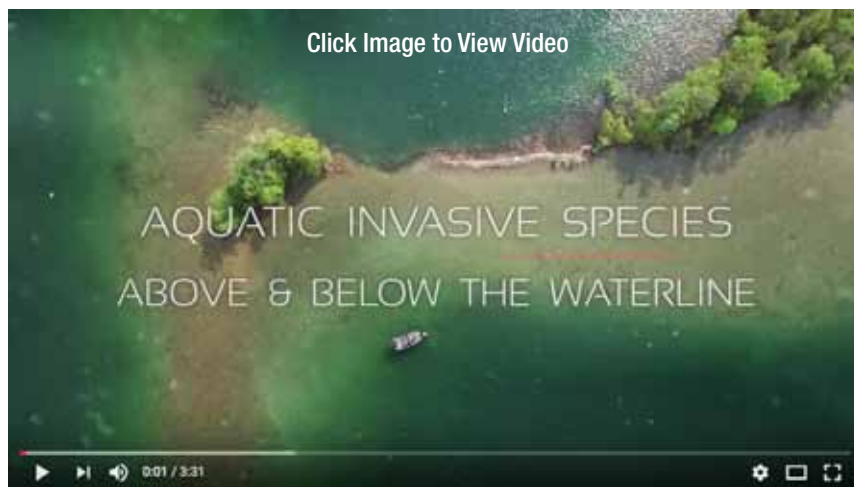 Click Image to View Video
AQUATIC INVASIVE SPECIES
ABOVE & BELOW THE WATERLINE
0:01 / 3:31